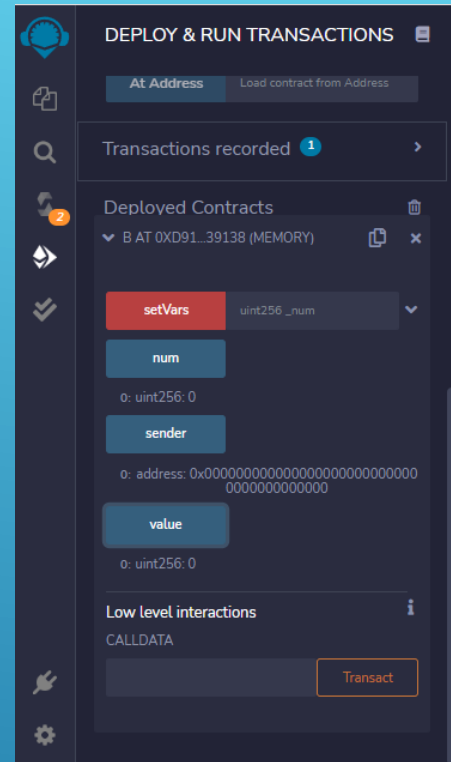 DEPLOY & RUN TRANSACTIONS
At Address Load contract from Address
Transactions recorded 1
Deployed Contracts
2
B AT 0XD91...39138 (MEMORY)
setVars uint256 _num
num
0: uint256: 0
sender
0: address: 0x000000000000000000000000000
0000000000000
value
0: uint256: 0
Low level interactions i
CALLDATA
Transact